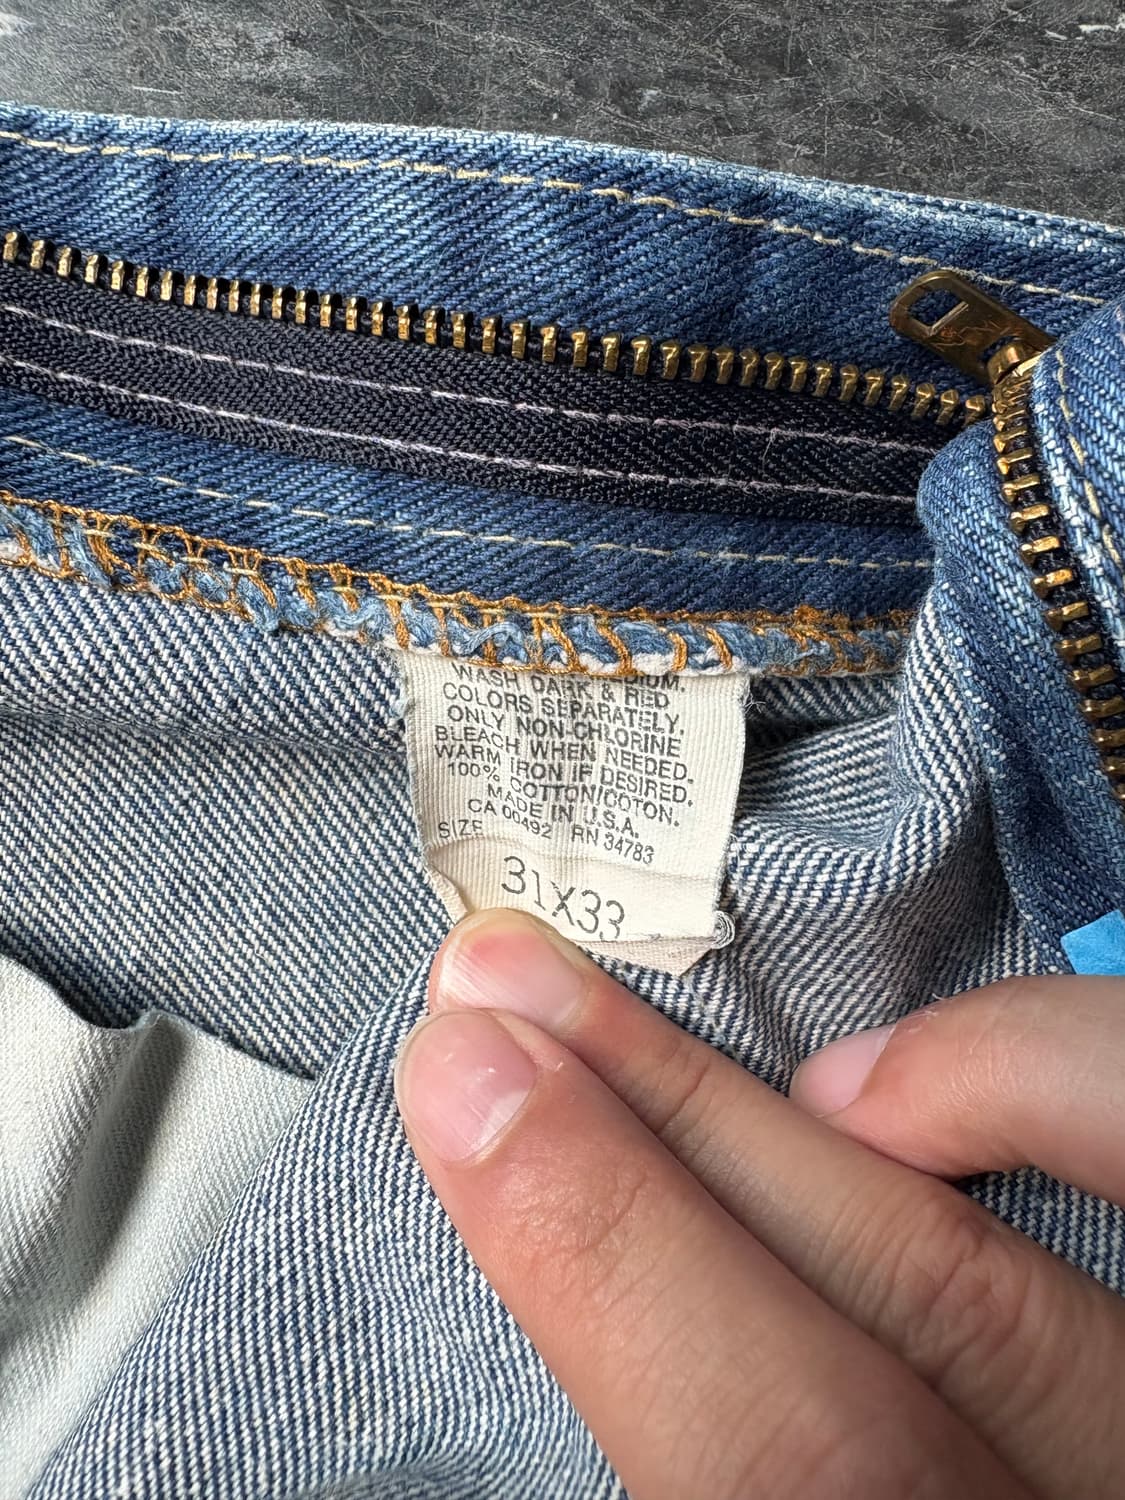 WASH DARK & RED
COLORS SEPARATELY.
ONLY NON-CHLORINE
BLEACH WHEN NEEDED.
WARM IRON IF DESIRED.
100% COTTON/COTON.
MADE IN U.S.A.
CA 00492 RN 34783
SIZE
31X33